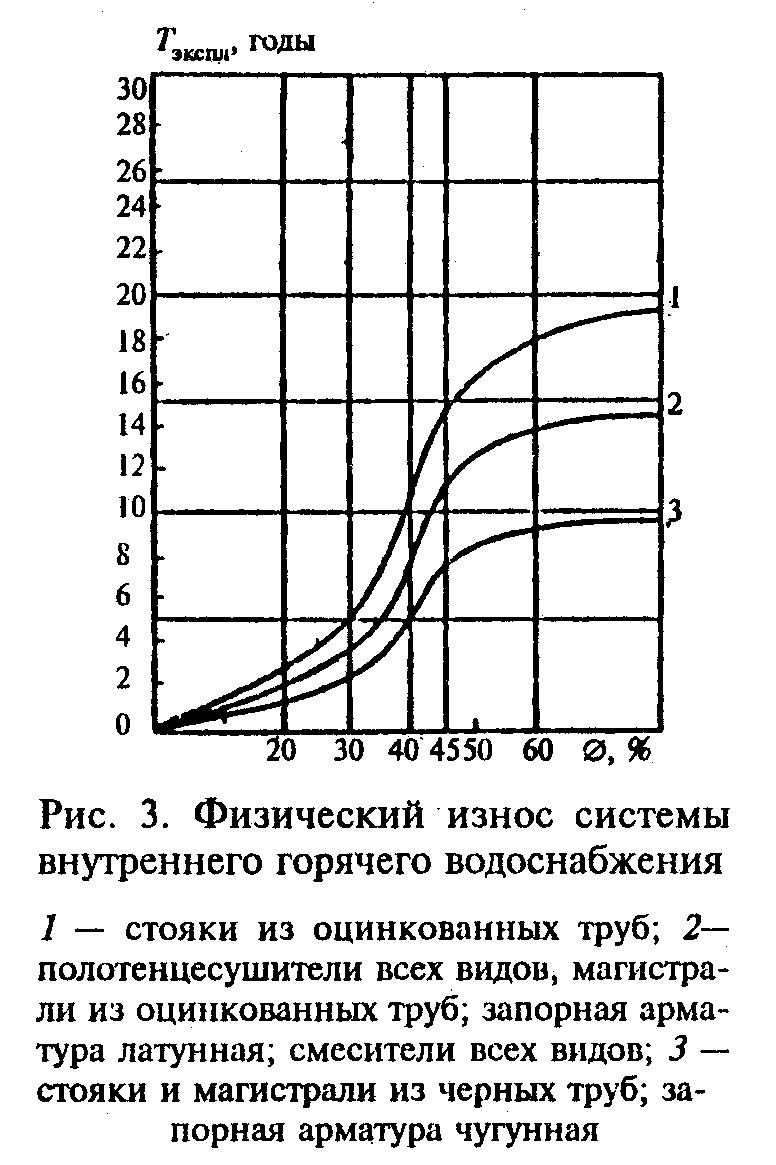 Tэкспл, годы
30
28
26
24
22
20
18
16
14
12
10
8
6
4
2
0
1
2
3
20 30 40 45 50 60 Ø, %
Рис. 3. Физический износ системы
внутреннего горячего водоснабжения
1 — стояки из оцинкованных труб; 2—
полотенцесушители всех видов, магистра-
ли из оцинкованных труб; запорная арма-
тура латунная; смесители всех видов; 3 —
стояки и магистрали из черных труб; за-
порная арматура чугунная